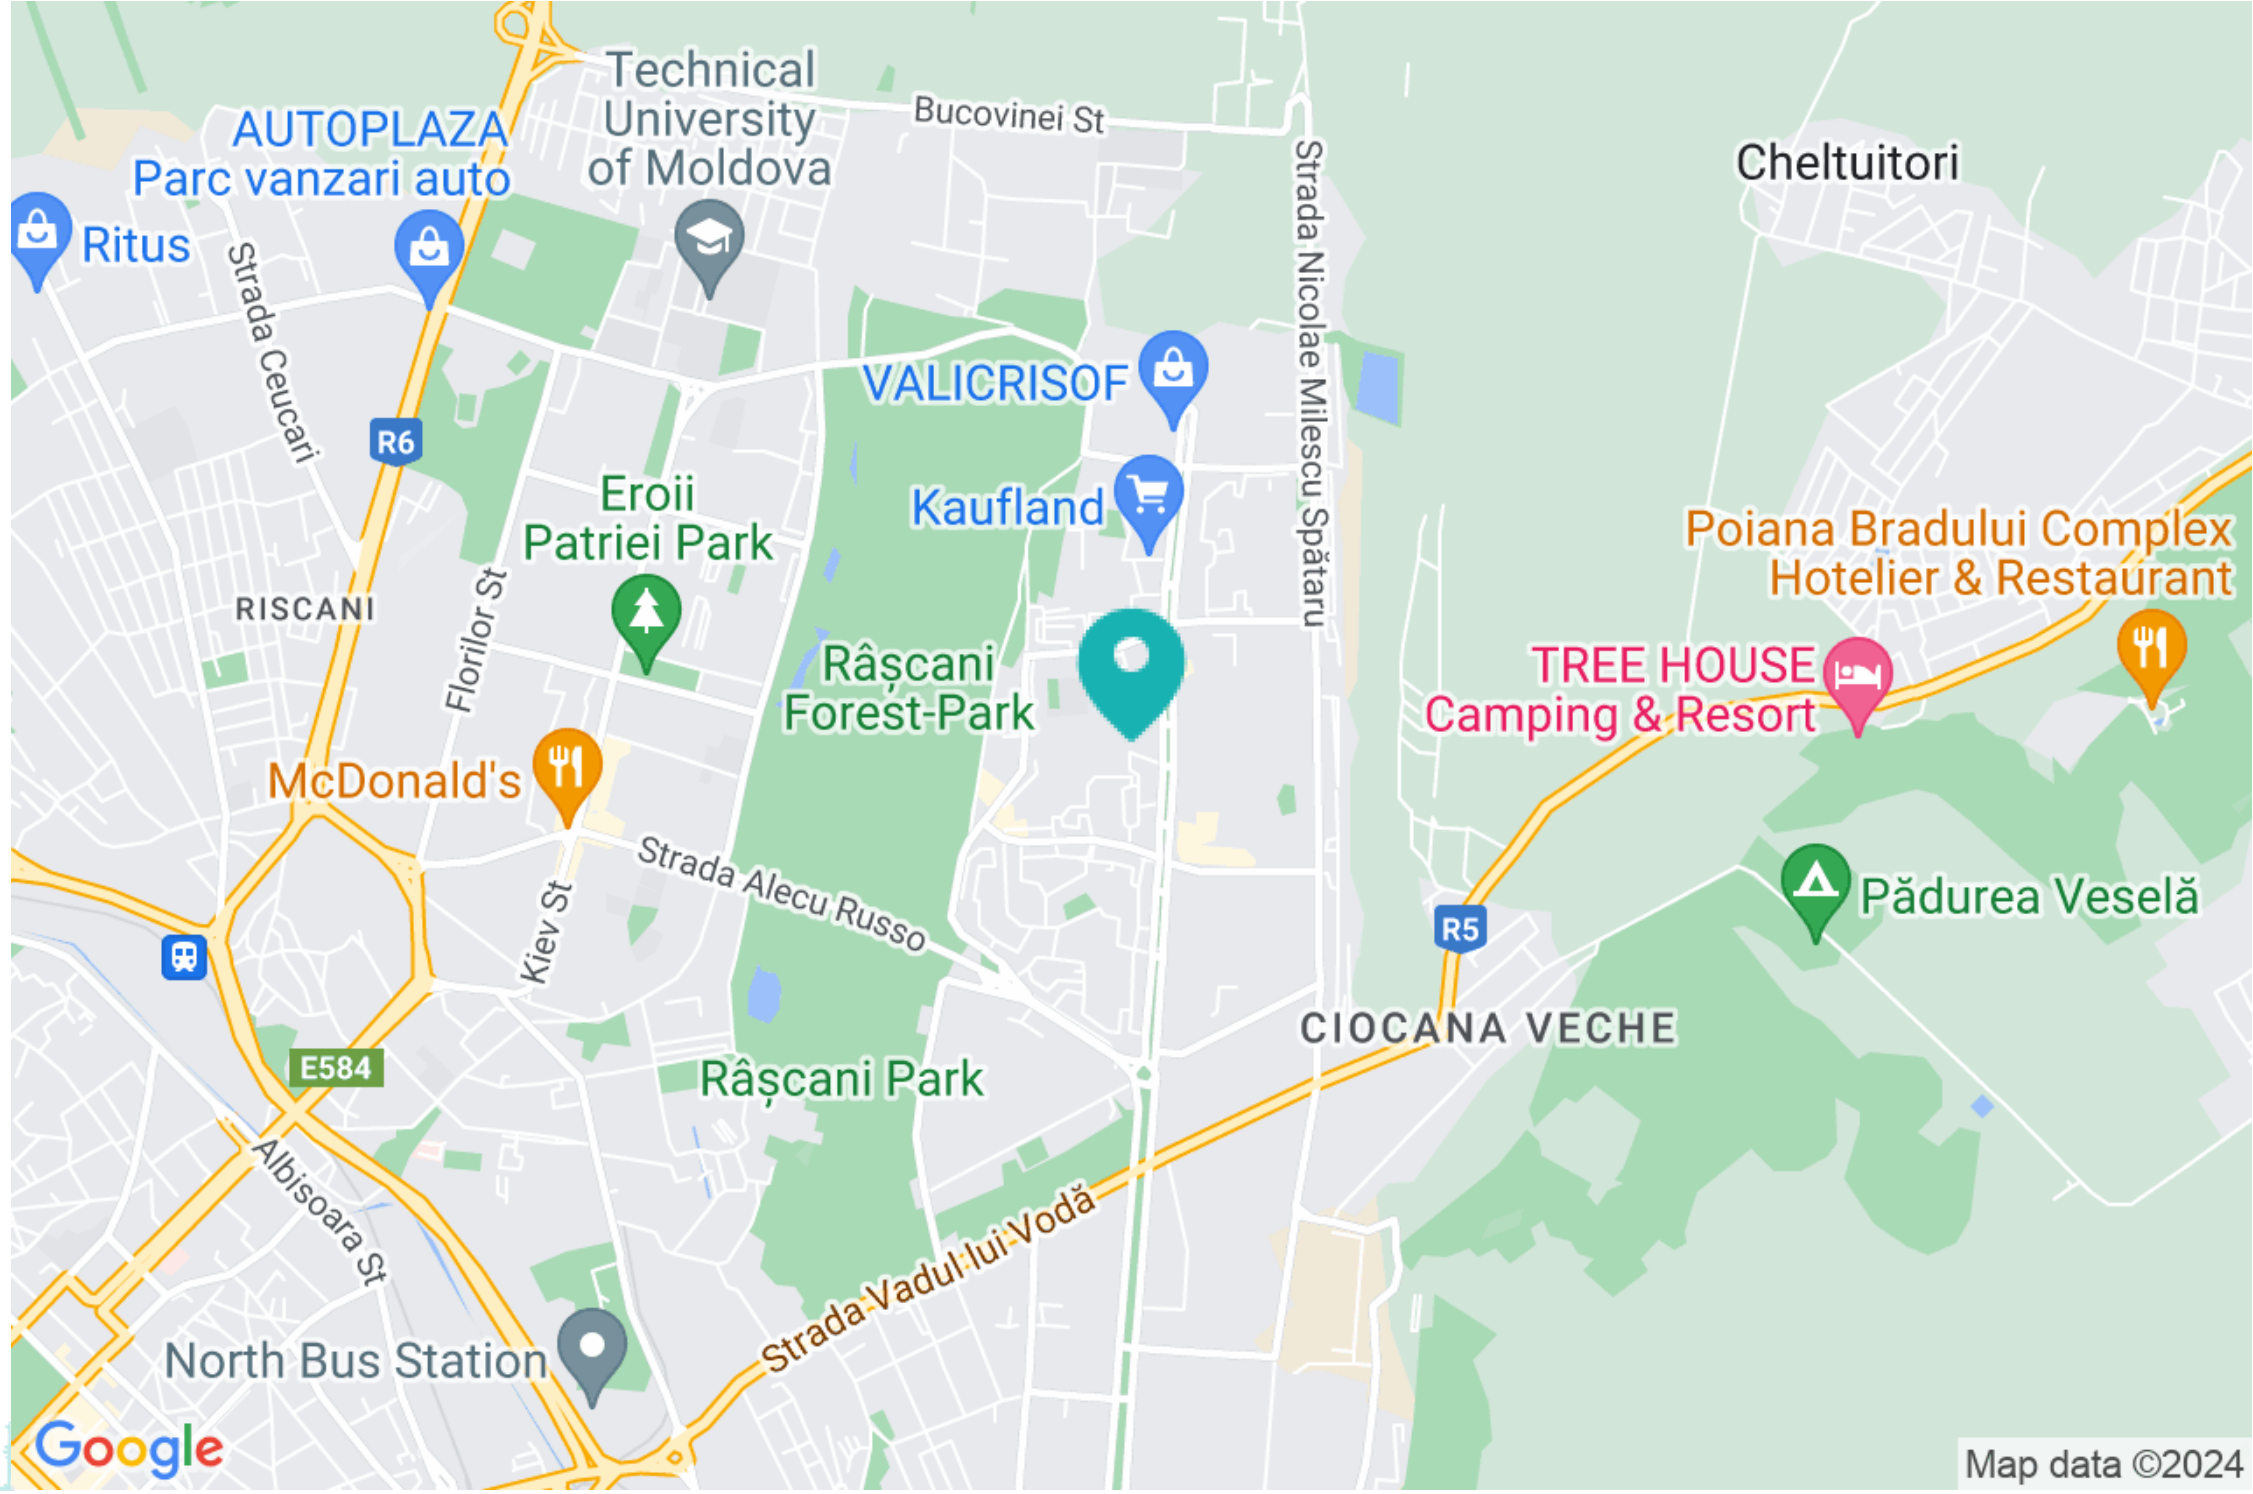 Technical
University
of Moldova
Bucovinei St
AUTOPLAZA
Parc vanzari auto
Ritus
Strada Ceucari
Strada Nicolae Milescu Spătaru
Cheltuitori
VALICRISOF
R6
Kaufland
Eroii
Patriei Park
Poiana Bradului Complex
Hotelier & Restaurant
RISCANI
Florilor St
Râșcani
Forest-Park
TREE HOUSE
Camping & Resort
McDonald's
Strada Alecu Russo
Kiev St
Pădurea Veselă
R5
CIOCANA VECHE
E584
Râșcani Park
Albisoara St
Strada Vadul lui Vodă
North Bus Station
Google
Map data ©2024